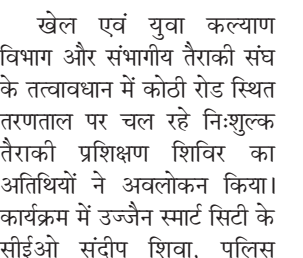 खेल एवं युवा कल्याण
विभाग और संभागीय तैराकी संघ
के तत्वावधान में कोठी रोड स्थित
तरणताल पर चल रहे निःशुल्क
तैराकी प्रशिक्षण शिविर का
अतिथियों ने अवलोकन किया।
कार्यक्रम में उज्जैन स्मार्ट सिटी के
सीईओ संदीप शिवा, पुलिस